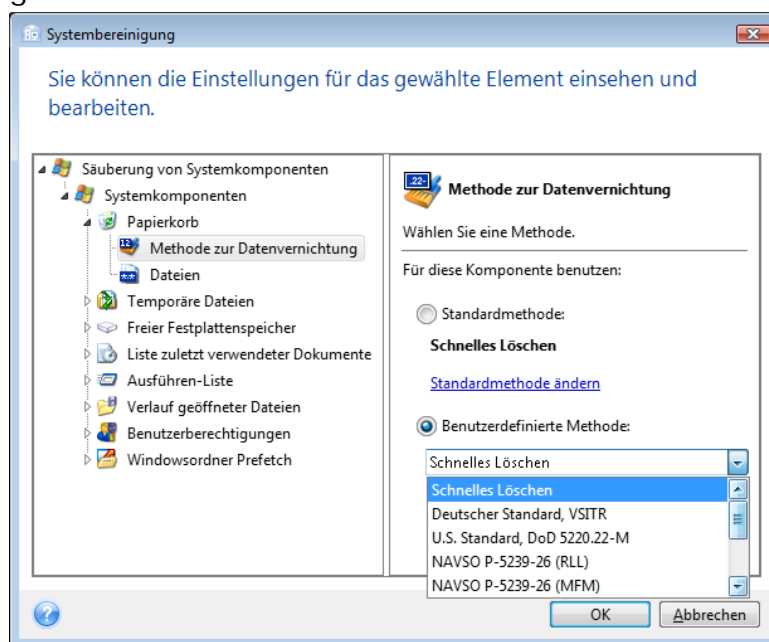 Systembereinigung
Sie können die Einstellungen für das gewählte Element einsehen und
bearbeiten.
Säuberung von Systemkomponenten
Systemkomponenten
Papierkorb
Methode zur Datenvernichtung
Dateien
Temporäre Dateien
Freier Festplattenspeicher
Liste zuletzt verwendeter Dokumente
Ausführen-Liste
Verlauf geöffneter Dateien
Benutzerberechtigungen
Windowsordner Prefetch
.22-
Methode zur Datenvernichtung
Wählen Sie eine Methode.
Für diese Komponente benutzen:
Standardmethode:
Schnelles Löschen
Standardmethode ändern
Benutzerdefinierte Methode:
Schnelles Löschen
Schnelles Löschen
Deutscher Standard, VSITR
U.S. Standard, DoD 5220.22-M
NAVSO P-5239-26 (RLL)
NAVSO P-5239-26 (MFM)
OK
Abbrechen